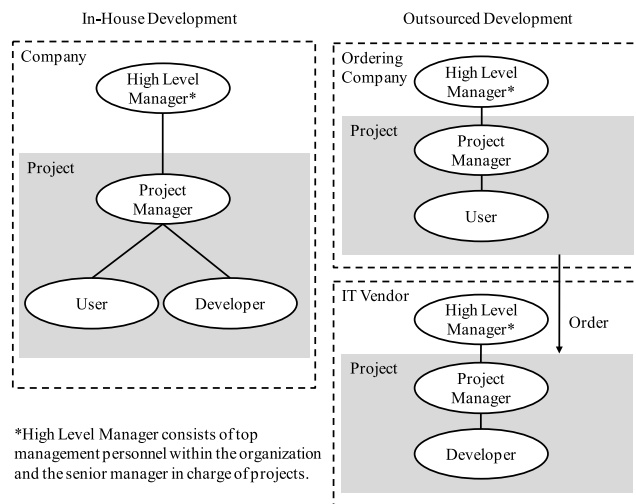 In-House Development
Company
High Level
Manager*
Project
Project
Manager
User
Developer
*High Level Manager consists of top
management personnel within the organization
and the senior manager in charge of projects.
Outsourced Development
Ordering
Company
High Level
Manager*
Project
Project
Manager
User
Order
IT Vendor
High Level
Manager*
Project
Project
Manager
Developer